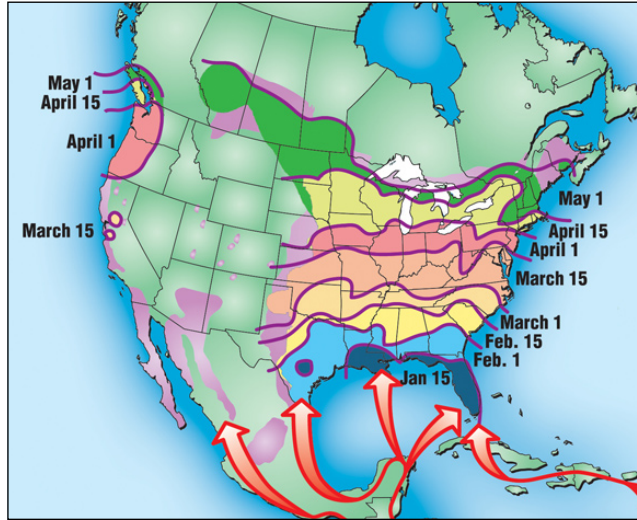 May 1
April 15
April 1
March 15
May 1
April 15
April 1
March 15
March 1
Feb. 15
Feb. 1
Jan 15